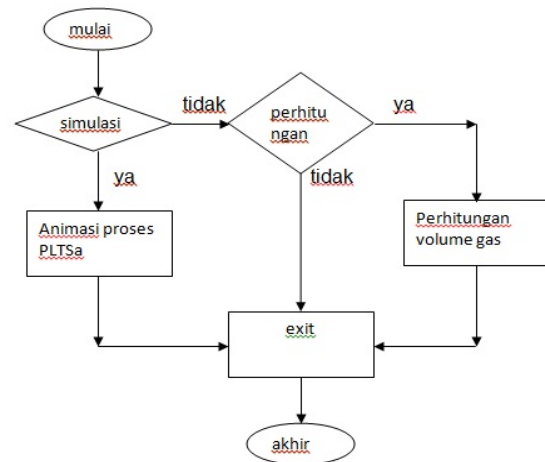 mulai
simulasi
tidak
perhitu
ngan
ya
ya
tidak
Animasi proses
PLTSa
Perhitungan
volume gas
exit
akhir